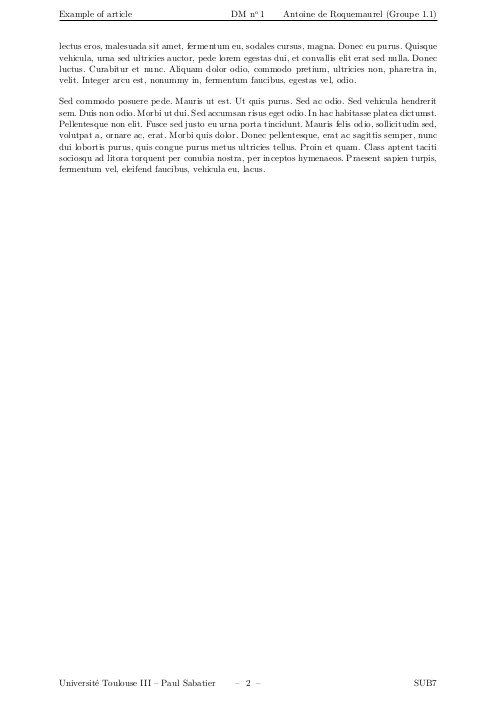 Example of article DM nº 1 Antoine de Roquemaurel (Groupe 1.1)
lectus eros, malesuada sit amet, fermentum eu, sodales cursus, magna. Donec eu purus. Quisque
vehicula, urna sed ultricies auctor, pede lorem egestas dui, et convallis elit erat sed nulla. Donec
luctus. Curabitur et nunc. Aliquam dolor odio, commodo pretium, ultricies non, pharetra in,
velit. Integer arcu est, nonummy in, fermentum faucibus, egestas vel, odio.
Sed commodo posuere pede. Mauris ut est. Ut quis purus. Sed ac odio. Sed vehicula hendrerit
sem. Duis non odio. Morbi ut dui. Sed accumsan risus eget odio. In hac habitasse platea dictumst.
Pellentesque non elit. Fusce sed justo eu urna porta tincidunt. Mauris felis odio, sollicitudin sed,
volutpat a, ornare ac, erat. Morbi quis dolor. Donec pellentesque, erat ac sagittis semper, nunc
dui lobortis purus, quis congue purus metus ultricies tellus. Proin et quam. Class aptent taciti
sociosqu ad litora torquent per conubia nostra, per inceptos hymenaeos. Praesent sapien turpis,
fermentum vel, eleifend faucibus, vehicula eu, lacus.
Université Toulouse III – Paul Sabatier – 2 – SUB7